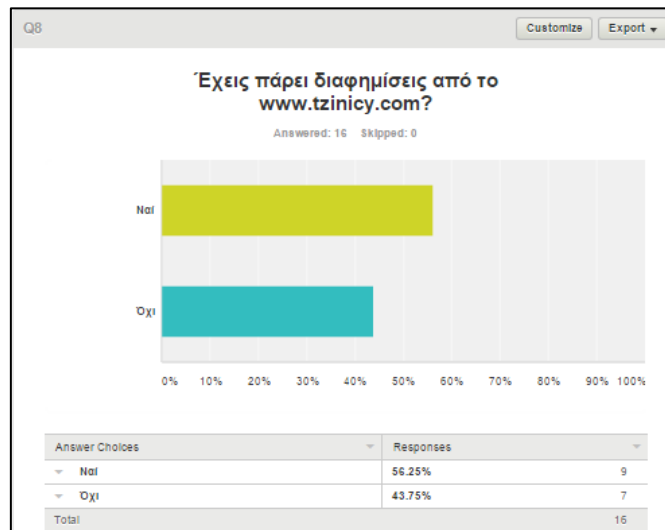 Q8
Customize Export
Έχεις πάρει διαφημίσεις από το
www.tzinicy.com?
Answered: 16 Skipped: 0
Ναί
Όχι
0% 10% 20% 30% 40% 50% 60% 70% 80% 90% 100%
Answer Choices Responses
Ναί 56.25% 9
Όχι 43.75% 7
Total 16